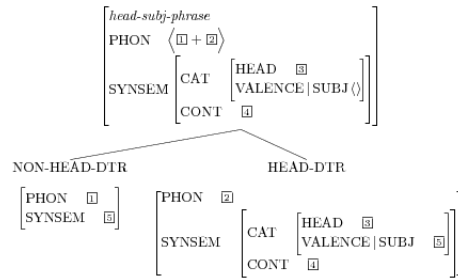 head-subj-phrase
PHON ⟨1 + 2⟩
SYNSEM CAT HEAD 3
VALENCE | SUBJ ⟨⟩
CONT 4
NON-HEAD-DTR HEAD-DTR
PHON 1
SYNSEM 5
PHON 2
SYNSEM CAT HEAD 3
VALENCE | SUBJ 5
CONT 4